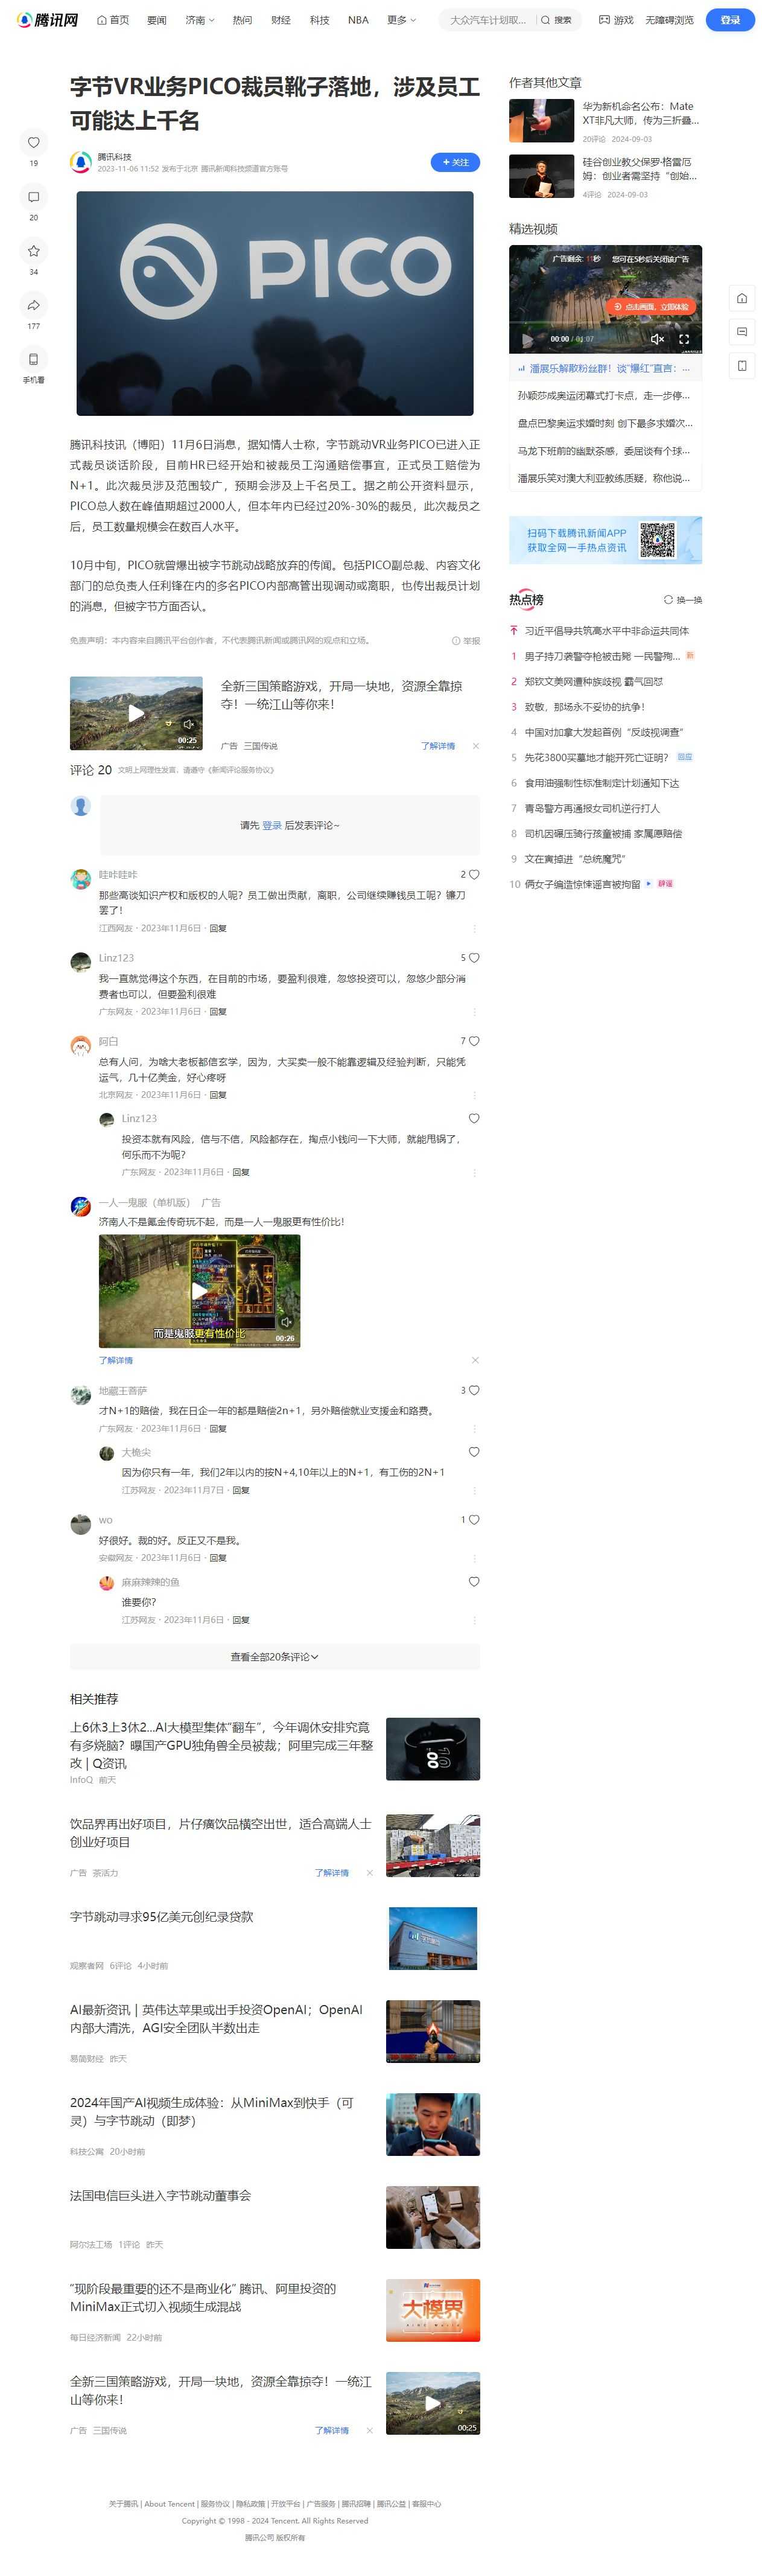 腾讯网
首页 要闻 济南 热问 财经 科技 NBA 更多
大众汽车计划取... 搜索
游戏 无障碍浏览 登录
字节VR业务PICO裁员靴子落地，涉及员工
可能达上千名
腾讯科技
2023-11-06 11:52 发布于北京 腾讯新闻科技频道官方账号
+ 关注
19
20
34
177
手机看
PICO
腾讯科技讯（博阳）11月6日消息，据知情人士称，字节跳动VR业务PICO已进入正
式裁员谈话阶段，目前HR已经开始和被裁员工沟通赔偿事宜，正式员工赔偿为
N+1。此次裁员涉及范围较广，预期会涉及上千名员工。据之前公开资料显示，
PICO总人数在峰值期超过2000人，但本年内已经过20%-30%的裁员，此次裁员之
后，员工数量规模会在数百人水平。
10月中旬，PICO就曾爆出被字节跳动战略放弃的传闻。包括PICO副总裁、内容文化
部门的总负责人任利锋在内的多名PICO内部高管出现调动或离职，也传出裁员计划
的消息，但被字节方面否认。
免责声明：本内容来自腾讯平台创作者，不代表腾讯新闻或腾讯网的观点和立场。
举报
00:25
全新三国策略游戏，开局一块地，资源全靠掠
夺！一统江山等你来！
广告 三国传说 了解详情
评论 20 文明上网理性发言，请遵守《新闻评论服务协议》
请先 登录 后发表评论~
哇咔哇咔 2
那些高谈知识产权和版权的人呢？员工做出贡献，离职，公司继续赚钱员工呢？镰刀
罢了！
江西网友 · 2023年11月6日 · 回复
Linz123 5
我一直就觉得这个东西，在目前的市场，要盈利很难，忽悠投资可以，忽悠少部分消
费者也可以，但要盈利很难
广东网友 · 2023年11月6日 · 回复
阿白 7
总有人问，为啥大老板都信玄学，因为，大买卖一般不能靠逻辑及经验判断，只能凭
运气，几十亿美金，好心疼呀
北京网友 · 2023年11月6日 · 回复
Linz123
投资本就有风险，信与不信，风险都存在，掏点小钱问一下大师，就能甩锅了，
何乐而不为呢？
广东网友 · 2023年11月6日 · 回复
一人一鬼服（单机版） 广告
济南人不是氪金传奇玩不起，而是一人一鬼服更有性价比！
而是鬼服更有性价比
00:26
了解详情
地藏王菩萨 3
才N+1的赔偿，我在日企一年的都是赔偿2n+1，另外赔偿就业支援金和路费。
广东网友 · 2023年11月6日 · 回复
大桅尖
因为你只有一年，我们2年以内的按N+4,10年以上的N+1，有工伤的2N+1
江苏网友 · 2023年11月7日 · 回复
wo 1
好很好。裁的好。反正又不是我。
安徽网友 · 2023年11月6日 · 回复
麻麻辣辣的鱼
谁要你？
江苏网友 · 2023年11月6日 · 回复
查看全部20条评论
相关推荐
上6休3上3休2…AI大模型集体“翻车”，今年调休安排究竟
有多烧脑？曝国产GPU独角兽全员被裁；阿里完成三年整
改 | Q资讯
InfoQ 前天
饮品界再出好项目，片仔癀饮品横空出世，适合高端人士
创业好项目
广告 茶活力 了解详情
字节跳动寻求95亿美元创纪录贷款
观察者网 6评论 4小时前
AI最新资讯 | 英伟达苹果或出手投资OpenAI；OpenAI
内部大清洗，AGI安全团队半数出走
易简财经 昨天
2024年国产AI视频生成体验：从MiniMax到快手（可
灵）与字节跳动（即梦）
科技公寓 20小时前
法国电信巨头进入字节跳动董事会
阿尔法工场 1评论 昨天
“现阶段最重要的还不是商业化” 腾讯、阿里投资的
MiniMax正式切入视频生成混战
每日经济新闻 22小时前
大模界
全新三国策略游戏，开局一块地，资源全靠掠夺！一统江
山等你来！
广告 三国传说 了解详情
00:25
作者其他文章
华为新机命名公布：Mate
XT非凡大师，传为三折叠...
20评论 2024-09-03
硅谷创业教父保罗·格雷厄
姆：创业者需坚持“创始...
4评论 2024-09-03
精选视频
广告剩余: 11秒 您可在5秒后关闭该广告
点击画面，立即体验
00:00 / 01:07
潘展乐解散粉丝群！谈“爆红”直言：...
孙颖莎成奥运闭幕式打卡点，走一步停...
盘点巴黎奥运求婚时刻 创下最多求婚次...
马龙下班前的幽默茶感，委屈谈有个球...
潘展乐笑对澳大利亚教练质疑，称他说...
扫码下载腾讯新闻APP
获取全网一手热点资讯
热点榜 换一换
习近平倡导共筑高水平中非命运共同体
1 男子持刀袭警夺枪被击毙 一民警殉... 新
2 郑钦文美网遭种族歧视 霸气回怼
3 致敬，那场永不妥协的抗争！
4 中国对加拿大发起首例“反歧视调查”
5 先花3800买墓地才能开死亡证明？ 回应
6 食用油强制性标准制定计划通知下达
7 青岛警方再通报女司机逆行打人
8 司机因碾压骑行孩童被捕 家属愿赔偿
9 文在寅掉进“总统魔咒”
10 俩女子编造惊悚谣言被拘留 辟谣
关于腾讯 | About Tencent | 服务协议 | 隐私政策 | 开放平台 | 广告服务 | 腾讯招聘 | 腾讯公益 | 客服中心
Copyright © 1998 - 2024 Tencent. All Rights Reserved
腾讯公司 版权所有